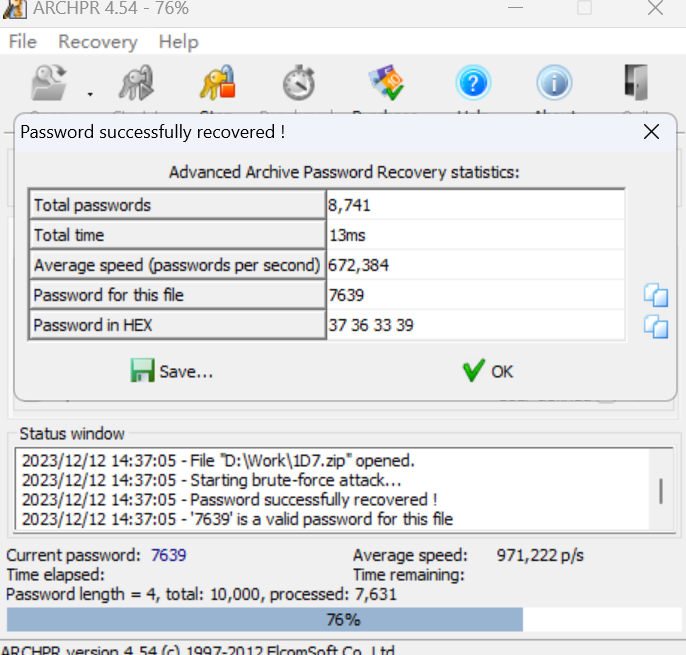 ARCHPR 4.54 - 76%
File Recovery Help
Password successfully recovered !
Advanced Archive Password Recovery statistics:
Total passwords 8,741
Total time 13ms
Average speed (passwords per second) 672,384
Password for this file 7639
Password in HEX 37 36 33 39
Save... OK
Status window
2023/12/12 14:37:05 - File "D:\Work\1D7.zip" opened.
2023/12/12 14:37:05 - Starting brute-force attack...
2023/12/12 14:37:05 - Password successfully recovered !
2023/12/12 14:37:05 - '7639' is a valid password for this file
Current password: 7639 Average speed: 971,222 p/s
Time elapsed: Time remaining:
Password length = 4, total: 10,000, processed: 7,631
76%
ARCHPR version 4.54 (c) 1997-2012 ElcomSoft Co. Ltd.